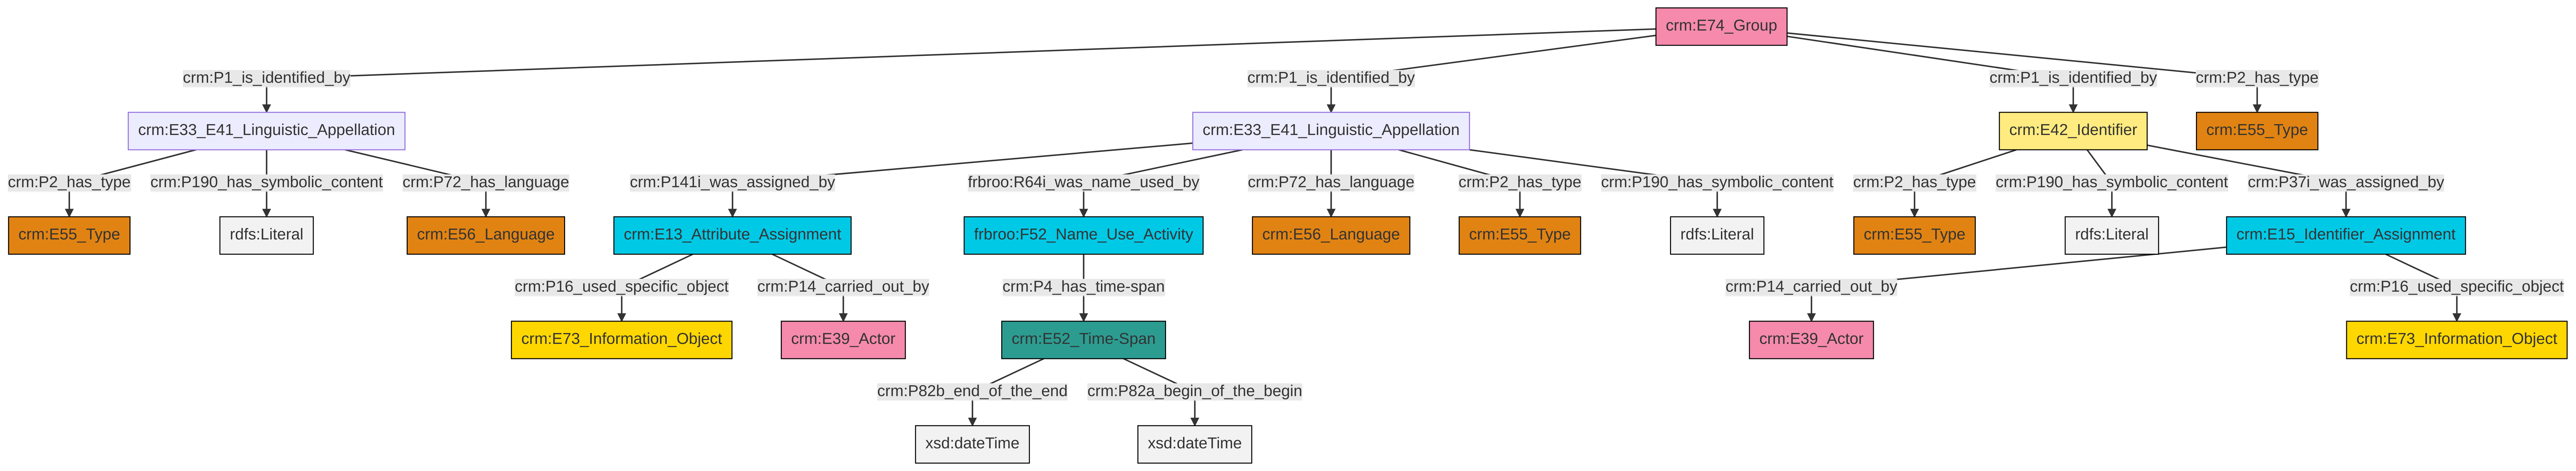 crm:E74_Group
crm:P1_is_identified_by
crm:P1_is_identified_by
crm:P1_is_identified_by
crm:P2_has_type
crm:E33_E41_Linguistic_Appellation
crm:E33_E41_Linguistic_Appellation
crm:E42_Identifier
crm:E55_Type
crm:P2_has_type
crm:P190_has_symbolic_content
crm:P72_has_language
crm:P141i_was_assigned_by
frbroo:R64i_was_name_used_by
crm:P72_has_language
crm:P2_has_type
crm:P190_has_symbolic_content
crm:P2_has_type
crm:P190_has_symbolic_content
crm:P37i_was_assigned_by
crm:E55_Type
rdfs:Literal
crm:E56_Language
crm:E13_Attribute_Assignment
frbroo:F52_Name_Use_Activity
crm:E56_Language
crm:E55_Type
rdfs:Literal
crm:E55_Type
rdfs:Literal
crm:E15_Identifier_Assignment
crm:P16_used_specific_object
crm:P14_carried_out_by
crm:P4_has_time-span
crm:P14_carried_out_by
crm:P16_used_specific_object
crm:E73_Information_Object
crm:E39_Actor
crm:E52_Time-Span
crm:E39_Actor
crm:E73_Information_Object
crm:P82b_end_of_the_end
crm:P82a_begin_of_the_begin
xsd:dateTime
xsd:dateTime